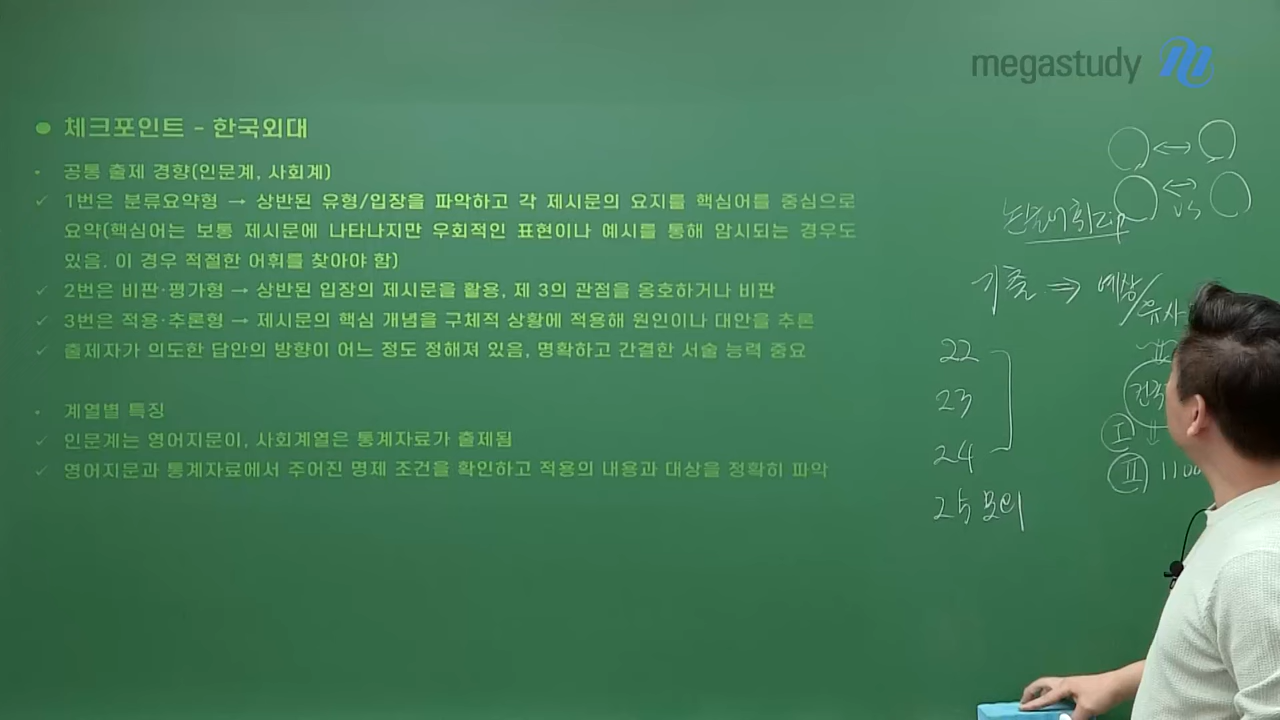 megastudy
체크포인트 - 한국외대
공통 출제 경향(인문계, 사회계)
✓ 1번은 분류요약형 → 상반된 유형/입장을 파악하고 각 제시문의 요지를 핵심어를 중심으로
요약(핵심어는 보통 제시문에 나타나지만 우회적인 표현이나 예시를 통해 암시되는 경우도
있음. 이 경우 적절한 어휘를 찾아야 함)
✓ 2번은 비판·평가형 → 상반된 입장의 제시문을 활용, 제 3의 관점을 옹호하거나 비판
✓ 3번은 적용·추론형 → 제시문의 핵심 개념을 구체적 상황에 적용해 원인이나 대안을 추론
✓ 출제자가 의도한 답안의 방향이 어느 정도 정해져 있음, 명확하고 간결한 서술 능력 중요
계열별 특징
✓ 인문계는 영어지문이, 사회계열은 통계자료가 출제됨
✓ 영어지문과 통계자료에서 주어진 명제 조건을 확인하고 적용의 내용과 대상을 정확히 파악
VS
기출 ⇒ 예상/
유사
22
23
24
25 모의
I
II